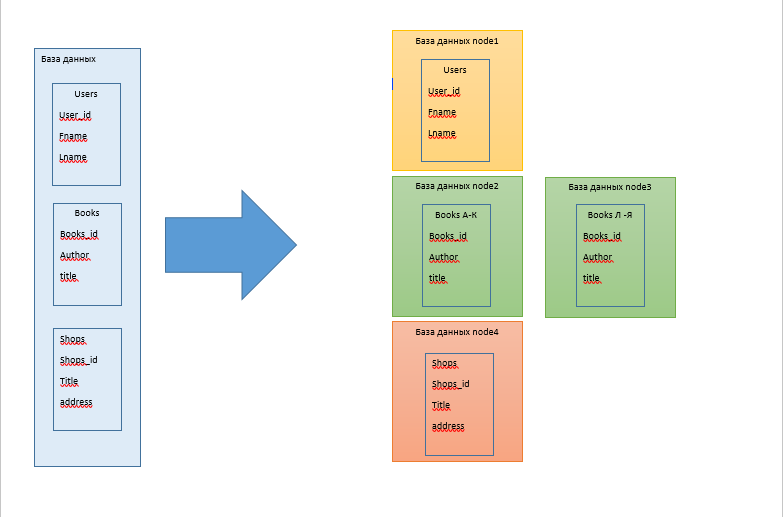 База данных
Users
User_id
Fname
Lname
Books
Books_id
Author
title
Shops
Shops_id
Title
address
База данных node1
Users
User_id
Fname
Lname
База данных node2
Books А-К
Books_id
Author
title
База данных node3
Books Л -Я
Books_id
Author
title
База данных node4
Shops
Shops_id
Title
address